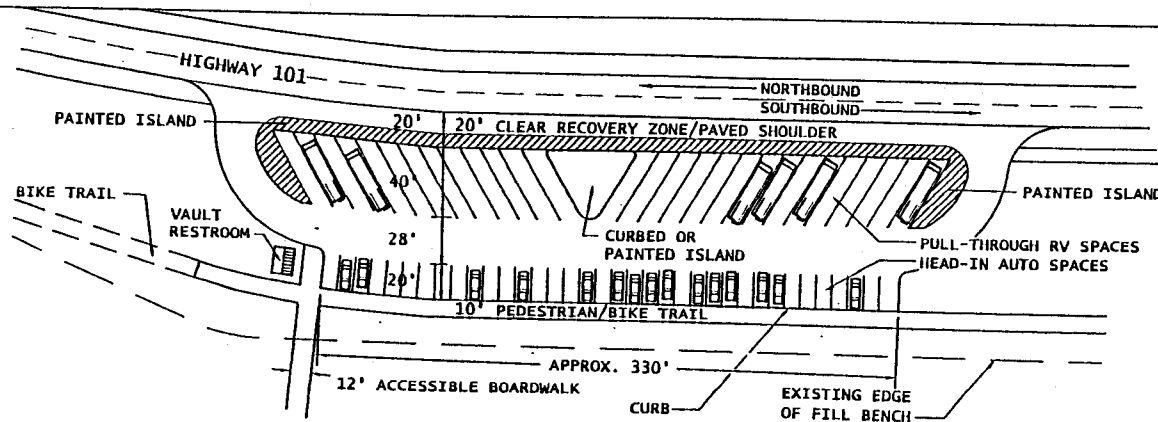 HIGHWAY 101
NORTHBOUND
SOUTHBOUND
PAINTED ISLAND
20' 20' CLEAR RECOVERY ZONE/PAVED SHOULDER
40'
BIKE TRAIL
PAINTED ISLAND
VAULT
RESTROOM
28'
CURBED OR
PAINTED ISLAND
PULL-THROUGH RV SPACES
HEAD-IN AUTO SPACES
20'
10' PEDESTRIAN/BIKE TRAIL
APPROX. 330'
12' ACCESSIBLE BOARDWALK
CURB
EXISTING EDGE
OF FILL BENCH